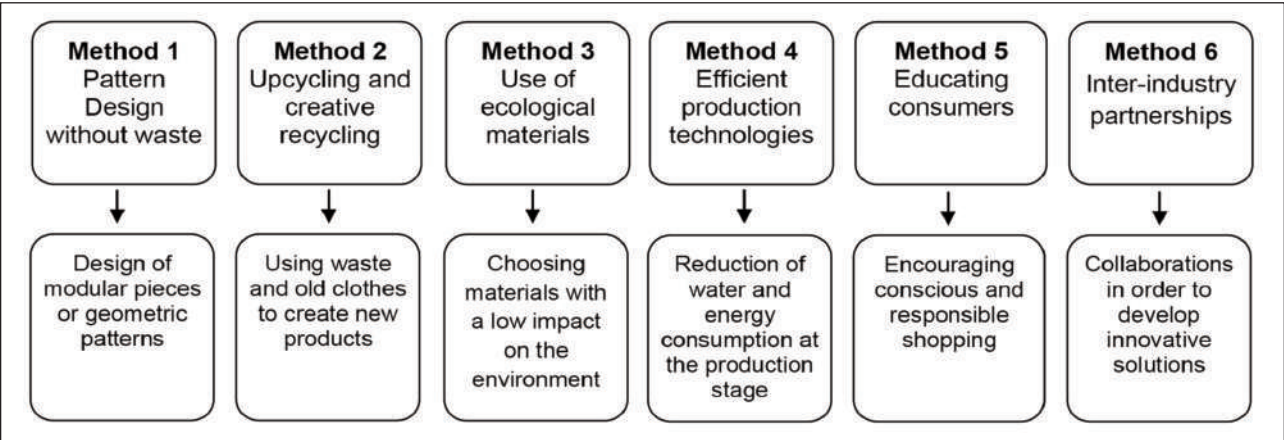 Method 1
Pattern
Design
without waste
Method 2
Upcycling and
creative
recycling
Method 3
Use of
ecological
materials
Method 4
Efficient
production
technologies
Method 5
Educating
consumers
Method 6
Inter-industry
partnerships
Design of
modular pieces
or geometric
patterns
Using waste
and old clothes
to create new
products
Choosing
materials with
a low impact
on the
environment
Reduction of
water and
energy
consumption at
the production
stage
Encouraging
conscious and
responsible
shopping
Collaborations
in order to
develop
innovative
solutions